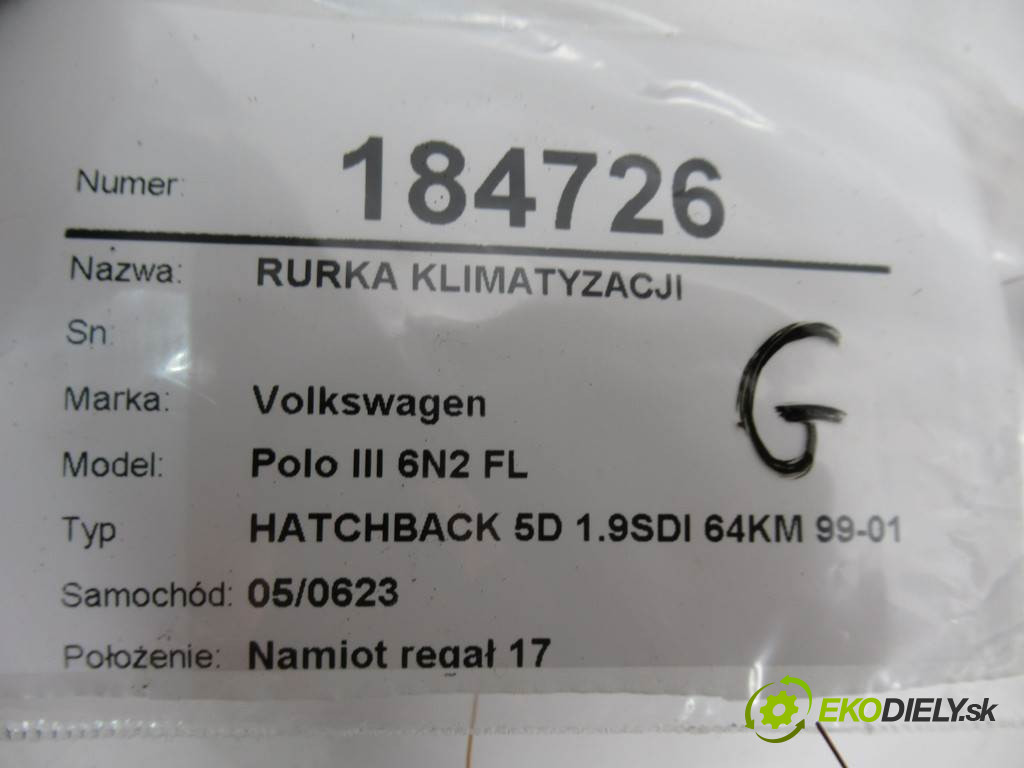 Numer: 184726
Nazwa: RURKA KLIMATYZACJI
Sn:
Marka: Volkswagen
G
Model: Polo III 6N2 FL
Typ HATCHBACK 5D 1.9SDI 64KM 99-01
Samochód: 05/0623
Położenie: Namiot regał 17
EKODIELY.sk